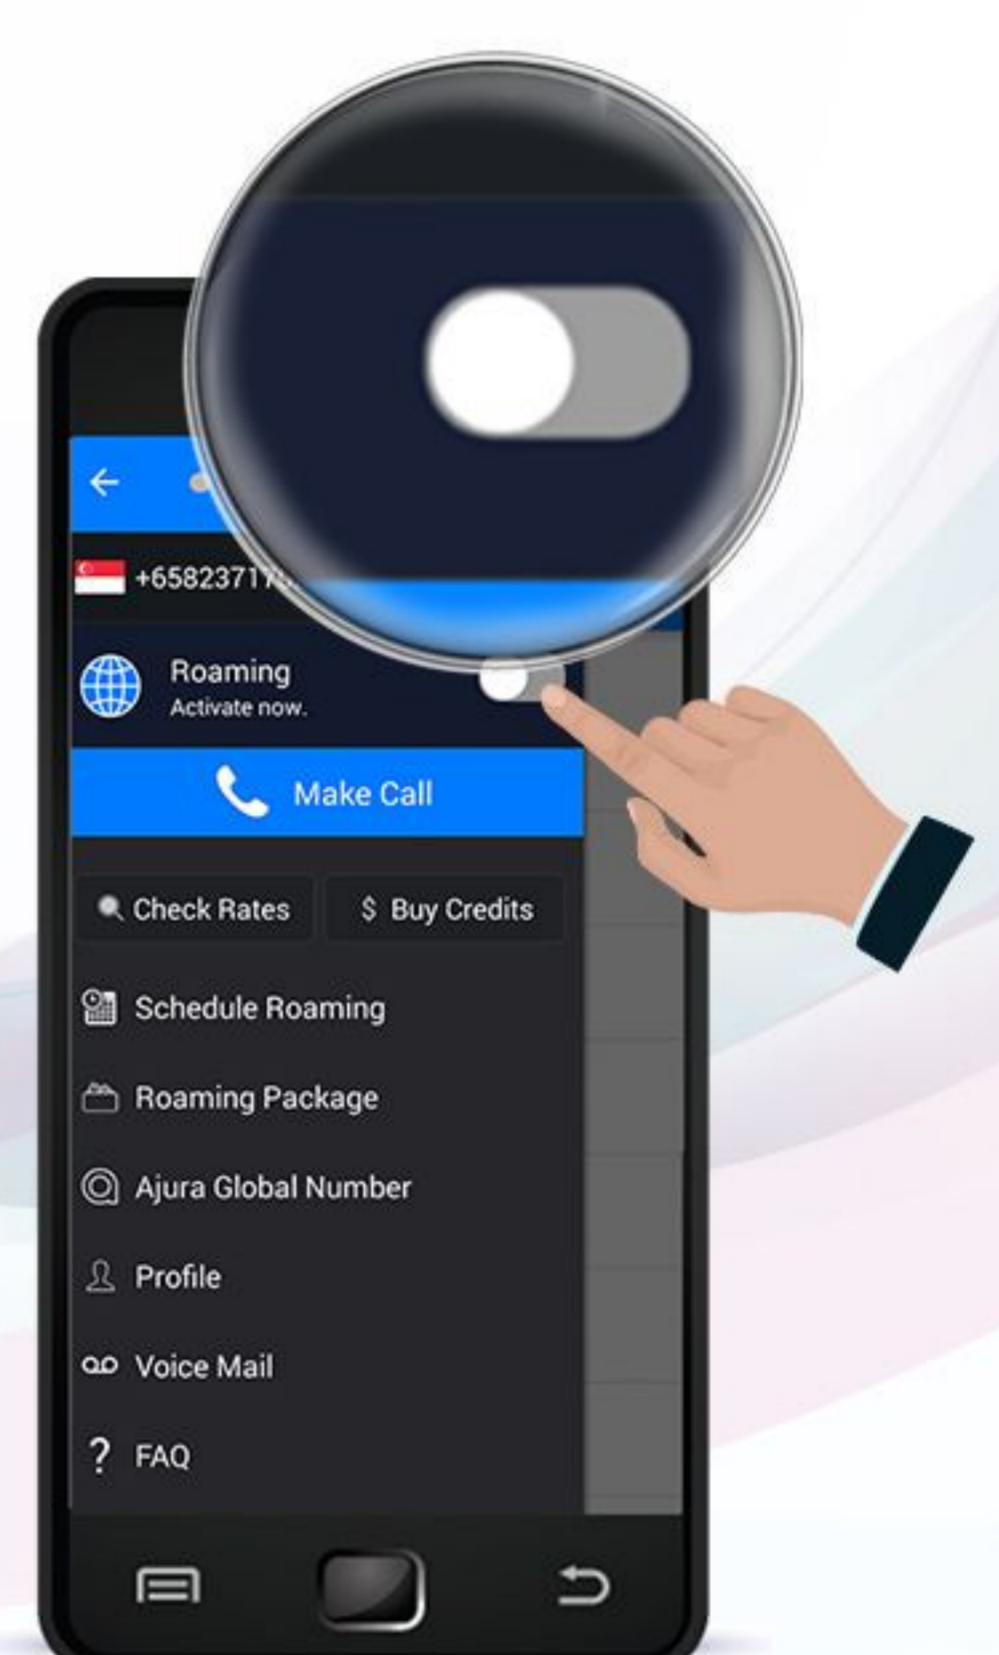 Roaming
Activate now.
Make Call
Check Rates
$ Buy Credits
Schedule Roaming
Roaming Package
Ajura Global Number
Profile
Voice Mail
? FAQ